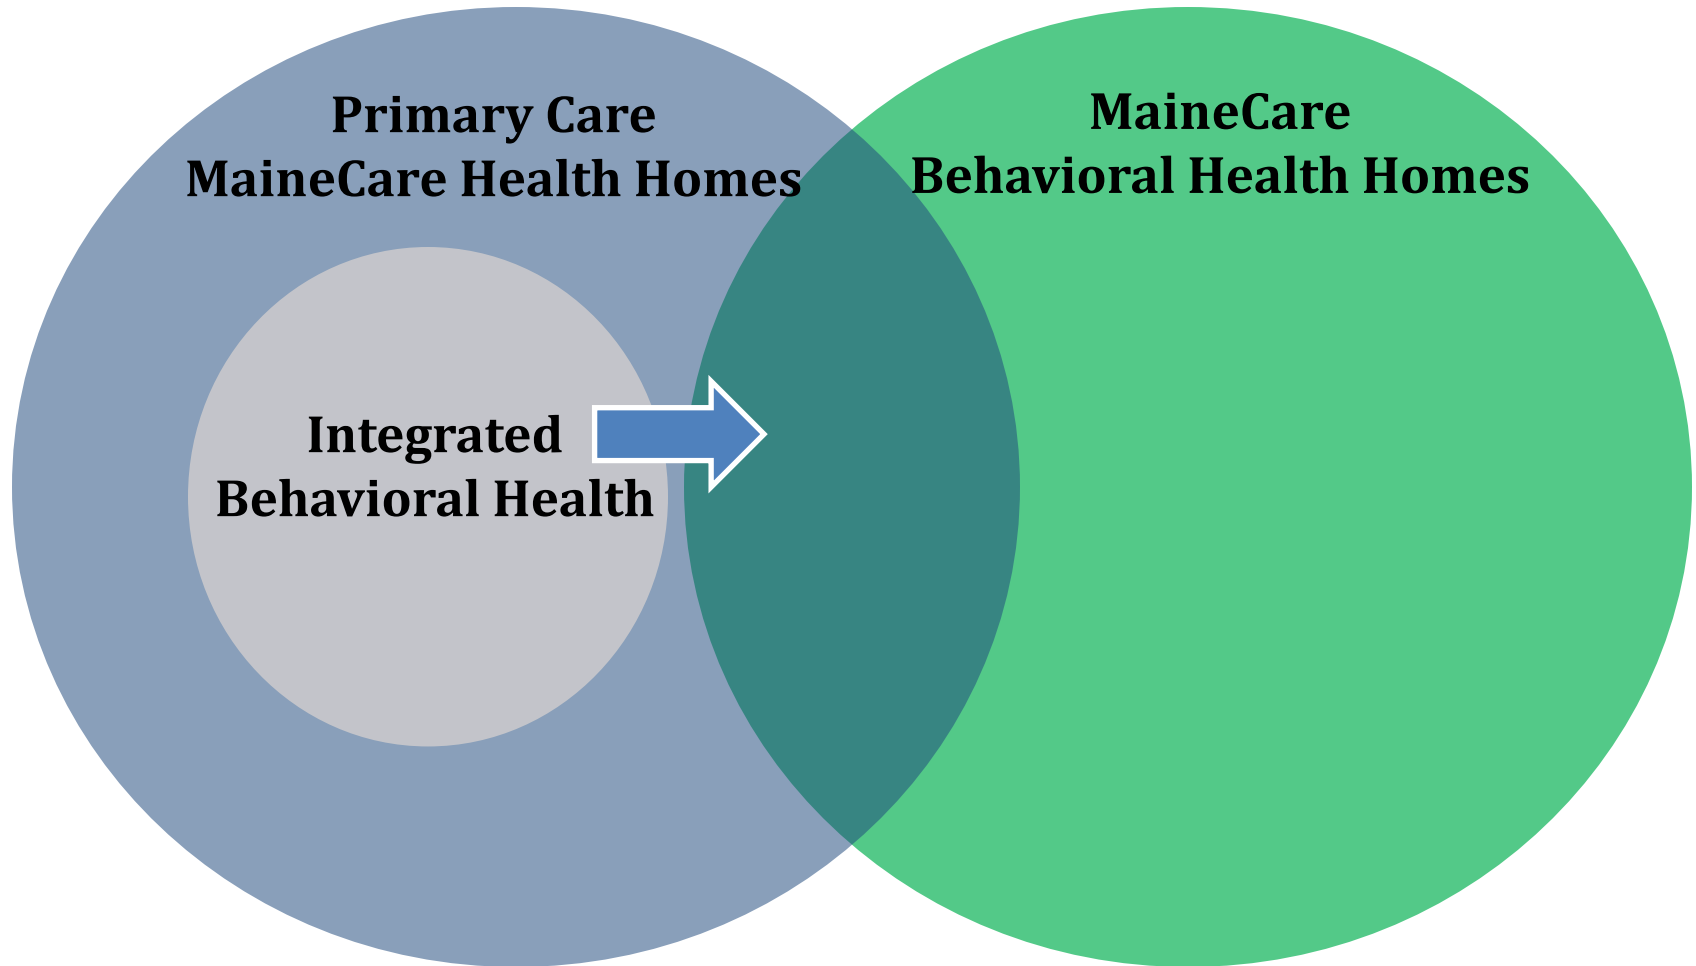 Primary Care
MaineCare Health Homes
MaineCare
Behavioral Health Homes
Integrated
Behavioral Health